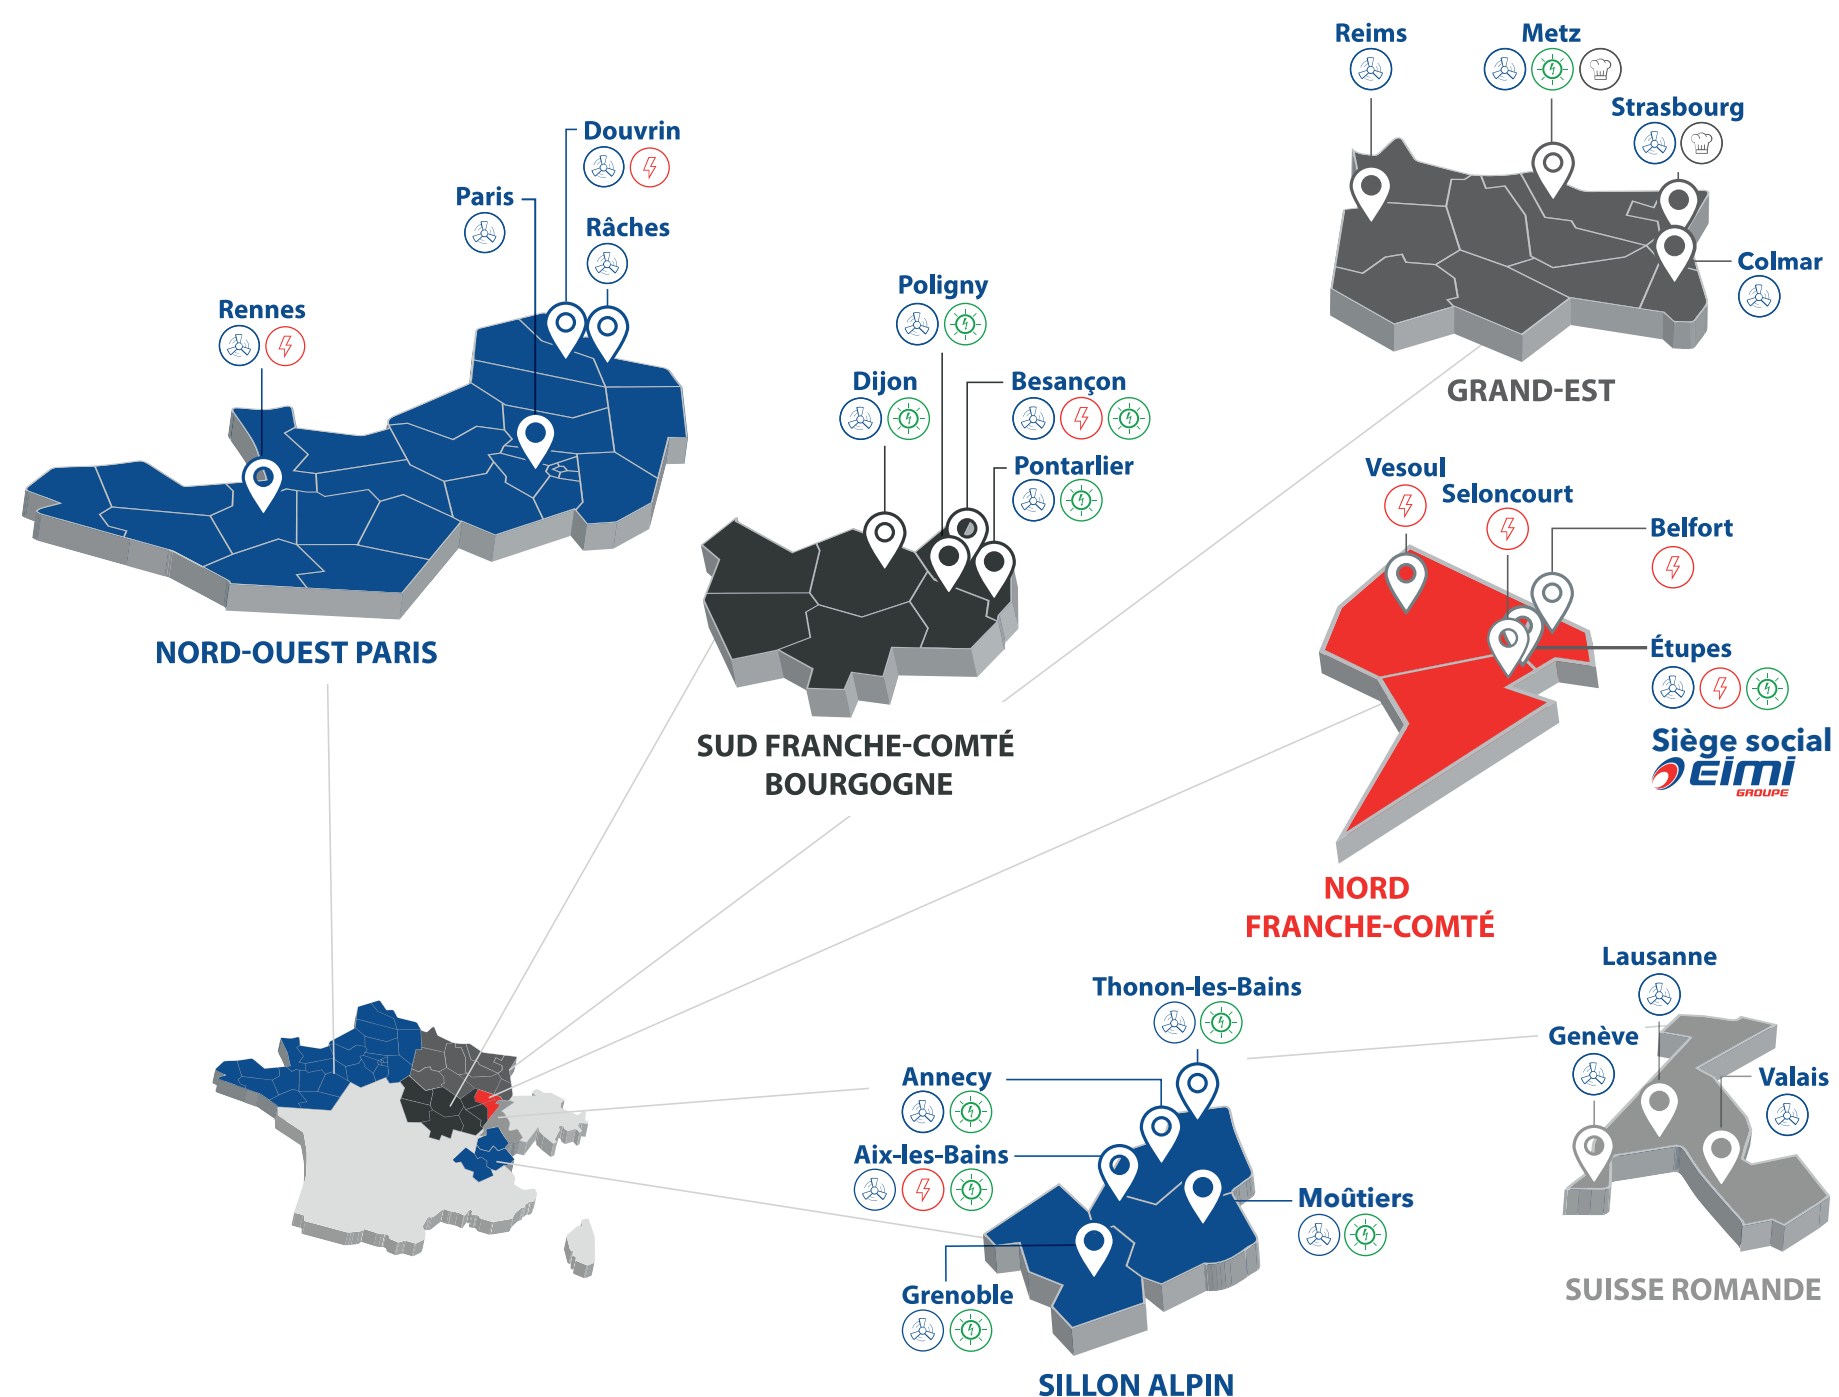 Reims
Metz
Strasbourg
Colmar
GRAND-EST
Douvrin
Paris
Râches
Rennes
NORD-OUEST PARIS
Poligny
Dijon
Besançon
Pontarlier
SUD FRANCHE-COMTÉ
BOURGOGNE
Vesoul
Seloncourt
Belfort
Étupes
Siège social
Eimi
GROUPE
NORD
FRANCHE-COMTÉ
Thonon-les-Bains
Annecy
Aix-les-Bains
Moûtiers
Grenoble
SILLON ALPIN
Lausanne
Genève
Valais
SUISSE ROMANDE